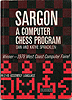 SARGON
A COMPUTER
CHESS PROGRAM
DAN AND KATHE SPRACKLEN
Winner—1978 West Coast Computer Faire!